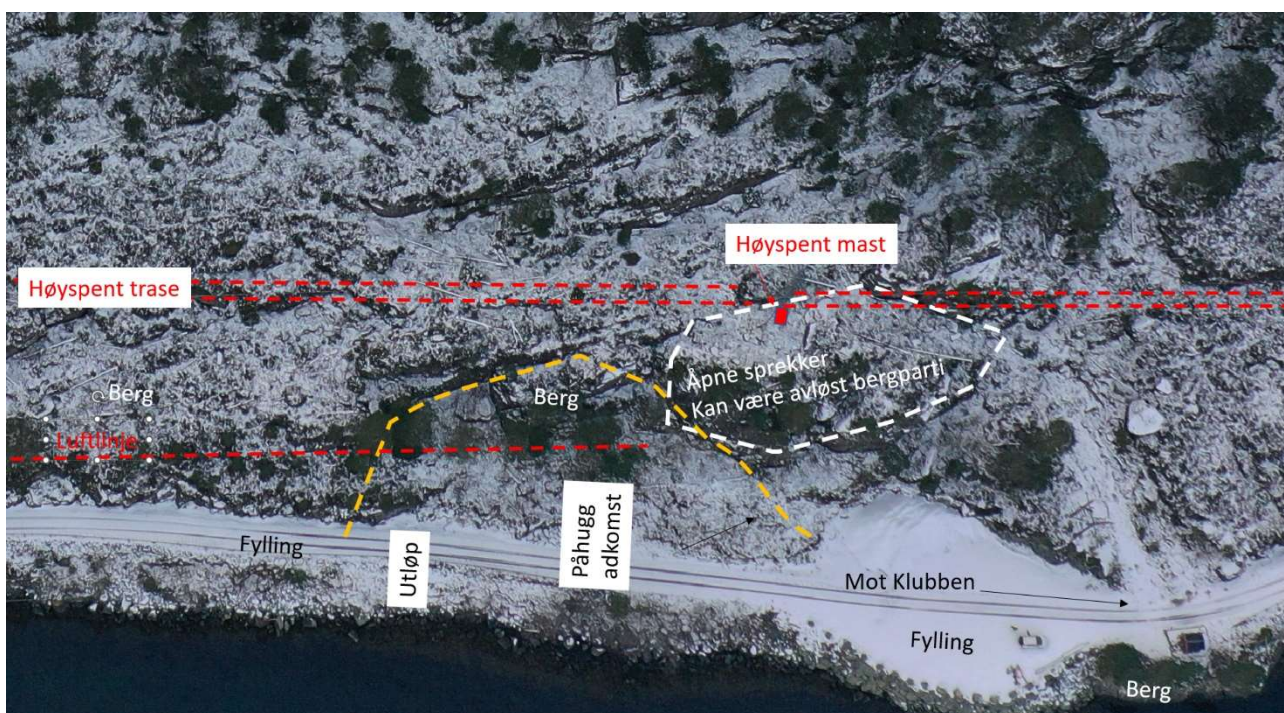 Høyspent mast
Høyspent trase
Åpne sprekker
Kan være avløst bergparti
Berg
Berg
Luftlinje
Påhugg
adkomst
Utløp
Fylling
Mot Klubben
Fylling
Berg